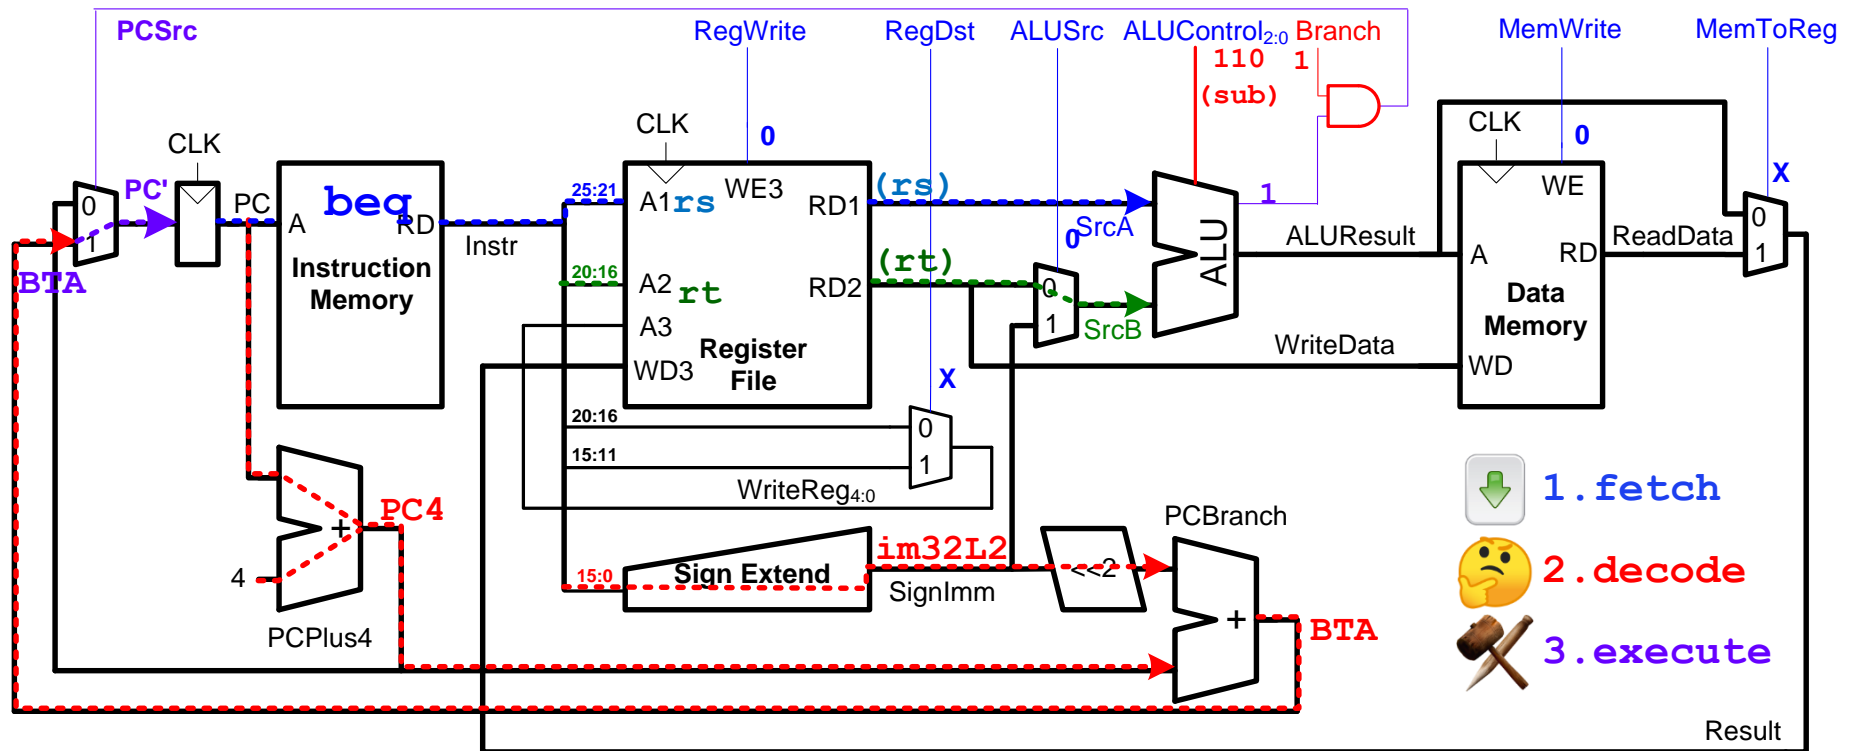 PCSrc
RegWrite
RegDst
ALUSrc
ALUControl2:0
Branch
MemWrite
MemToReg
110
1
(sub)
CLK
0
CLK
CLK
0
X
0
1
PC'
PC
A
beq
RD
Instruction
Memory
Instr
25:21
A1
rs
WE3
RD1
(rs)
SrcA
0
1
ALU
ALUResult
WE
A
RD
ReadData
0
1
BTA
20:16
A2
rt
RD2
(rt)
0
1
SrcB
Data
Memory
A3
Register
File
WD3
WriteData
WD
X
20:16
0
15:11
1
WriteReg4:0
PC4
+
4
PCPlus4
15:0
Sign Extend
im32L2
SignImm
<<2
PCBranch
+
BTA
1.fetch
2.decode
3.execute
Result